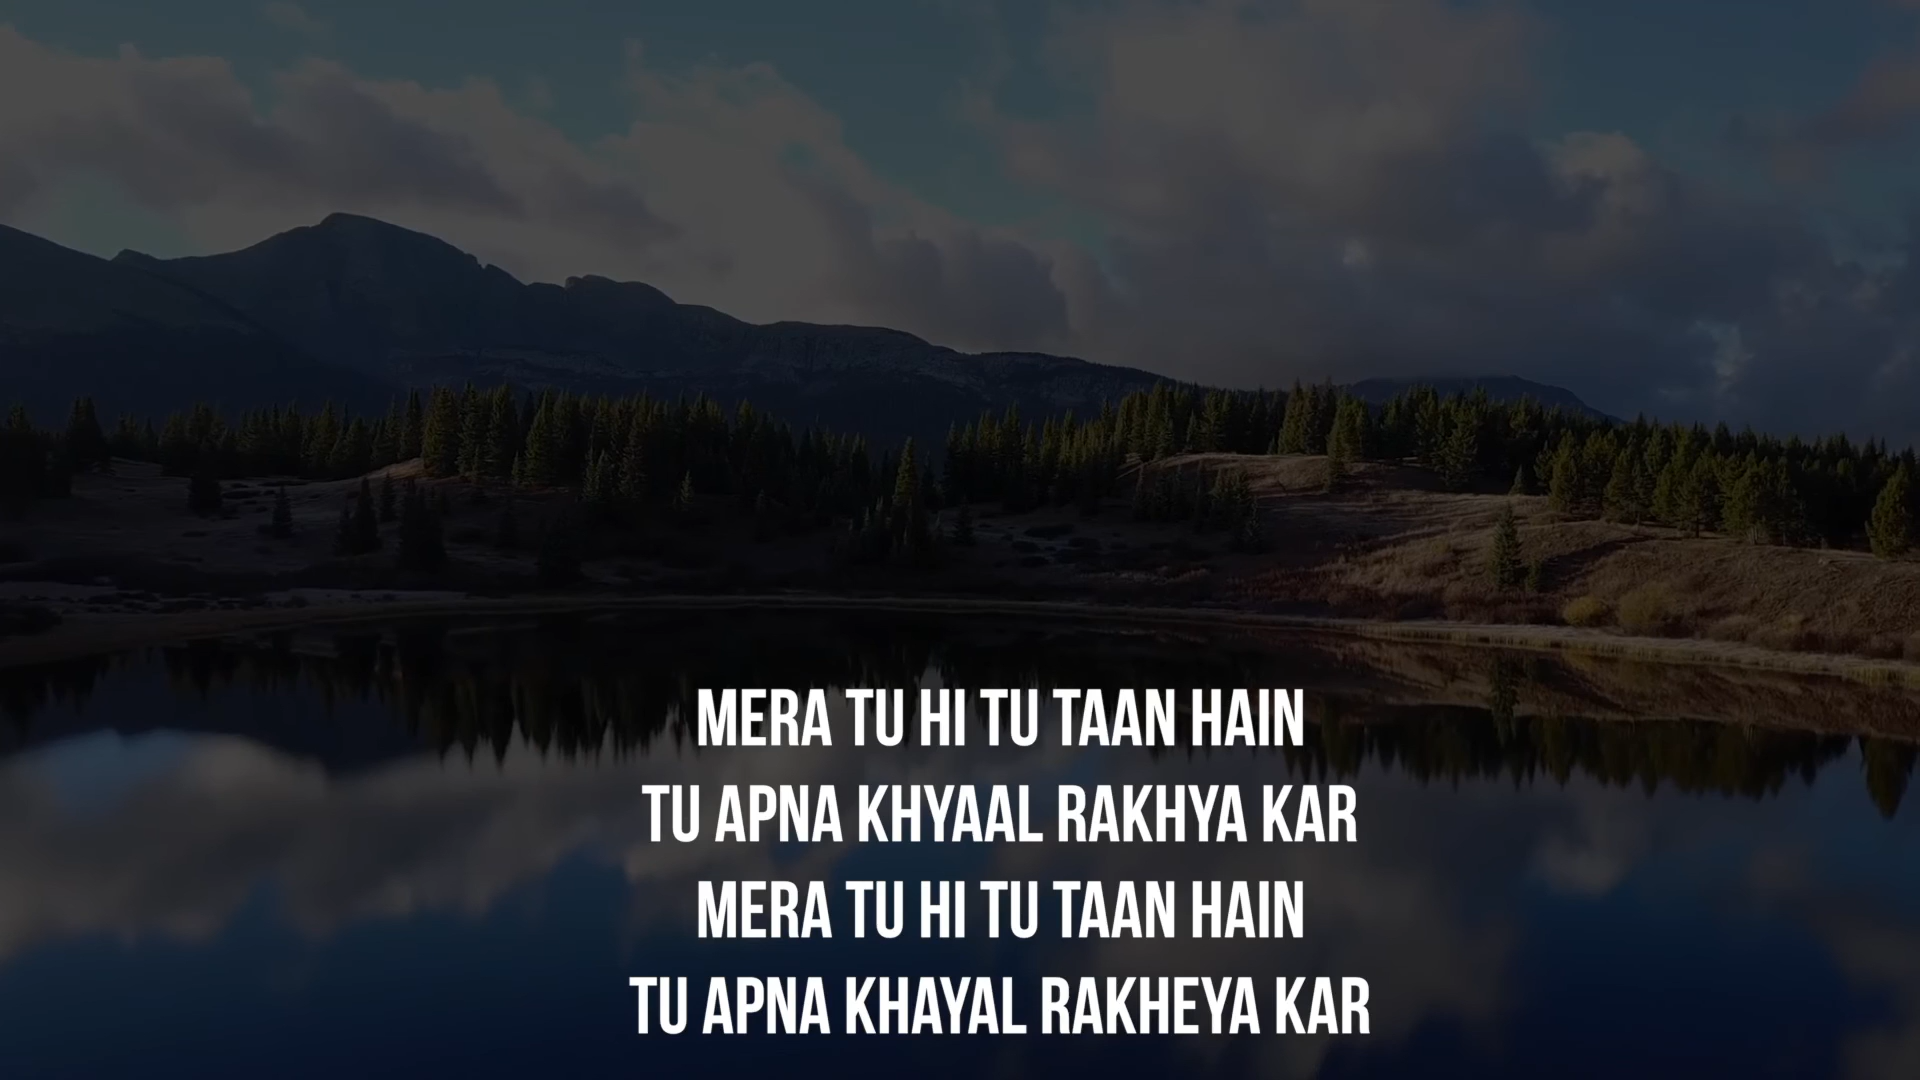 MERA TU HI TU TAAN HAIN
TU APNA KHYAAL RAKHYA KAR
MERA TU HI TU TAAN HAIN
TU APNA KHAYAL RAKHEYA KAR